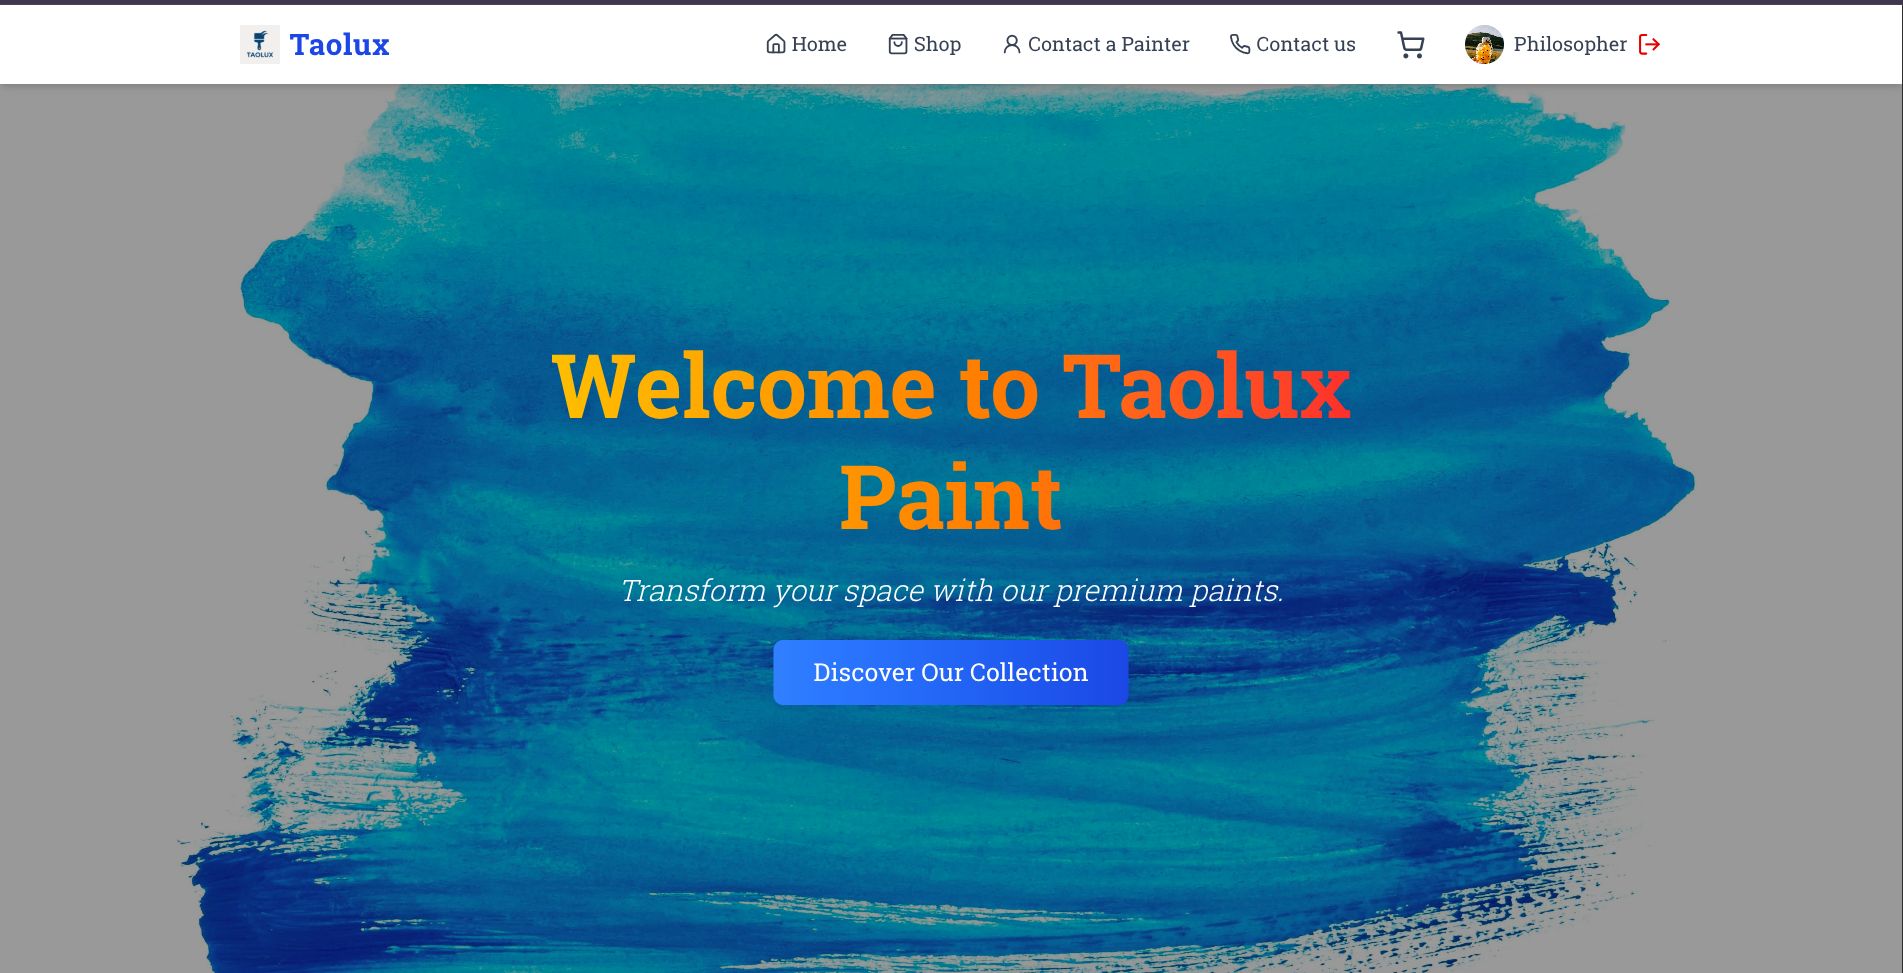 TAOLUX
Taolux
Home
Shop
Contact a Painter
Contact us
Philosopher
Welcome to Taolux
Paint
Transform your space with our premium paints.
Discover Our Collection